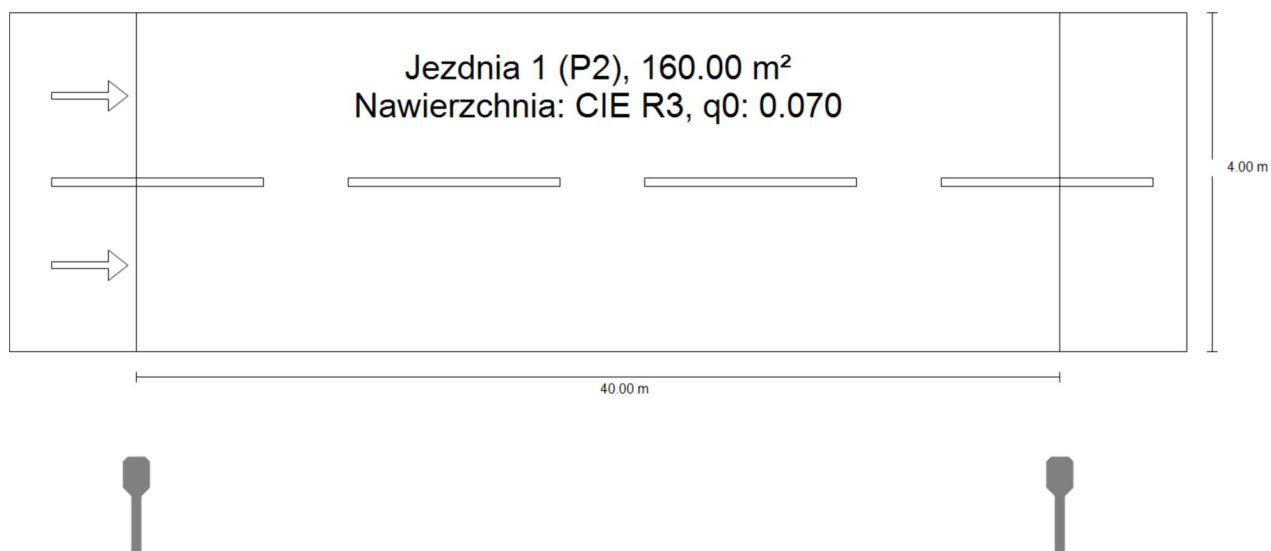 Jezdnia 1 (P2), 160.00 m²
Nawierzchnia: CIE R3, q0: 0.070
4.00 m
40.00 m